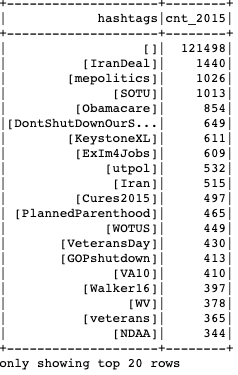 +--------------------+--------+
|            hashtags|cnt_2015|
+--------------------+--------+
|                  []|  121498|
|          [IranDeal]|    1440|
|        [mepolitics]|    1026|
|              [SOTU]|    1013|
|         [Obamacare]|     854|
|[DontShutDownOurS...|     649|
|        [KeystoneXL]|     611|
|         [ExIm4Jobs]|     609|
|             [utpol]|     532|
|              [Iran]|     515|
|         [Cures2015]|     497|
| [PlannedParenthood]|     465|
|             [WOTUS]|     449|
|       [VeteransDay]|     430|
|       [GOPshutdown]|     413|
|              [VA10]|     410|
|          [Walker16]|     397|
|                [WV]|     378|
|          [veterans]|     365|
|              [NDAA]|     344|
+--------------------+--------+
only showing top 20 rows